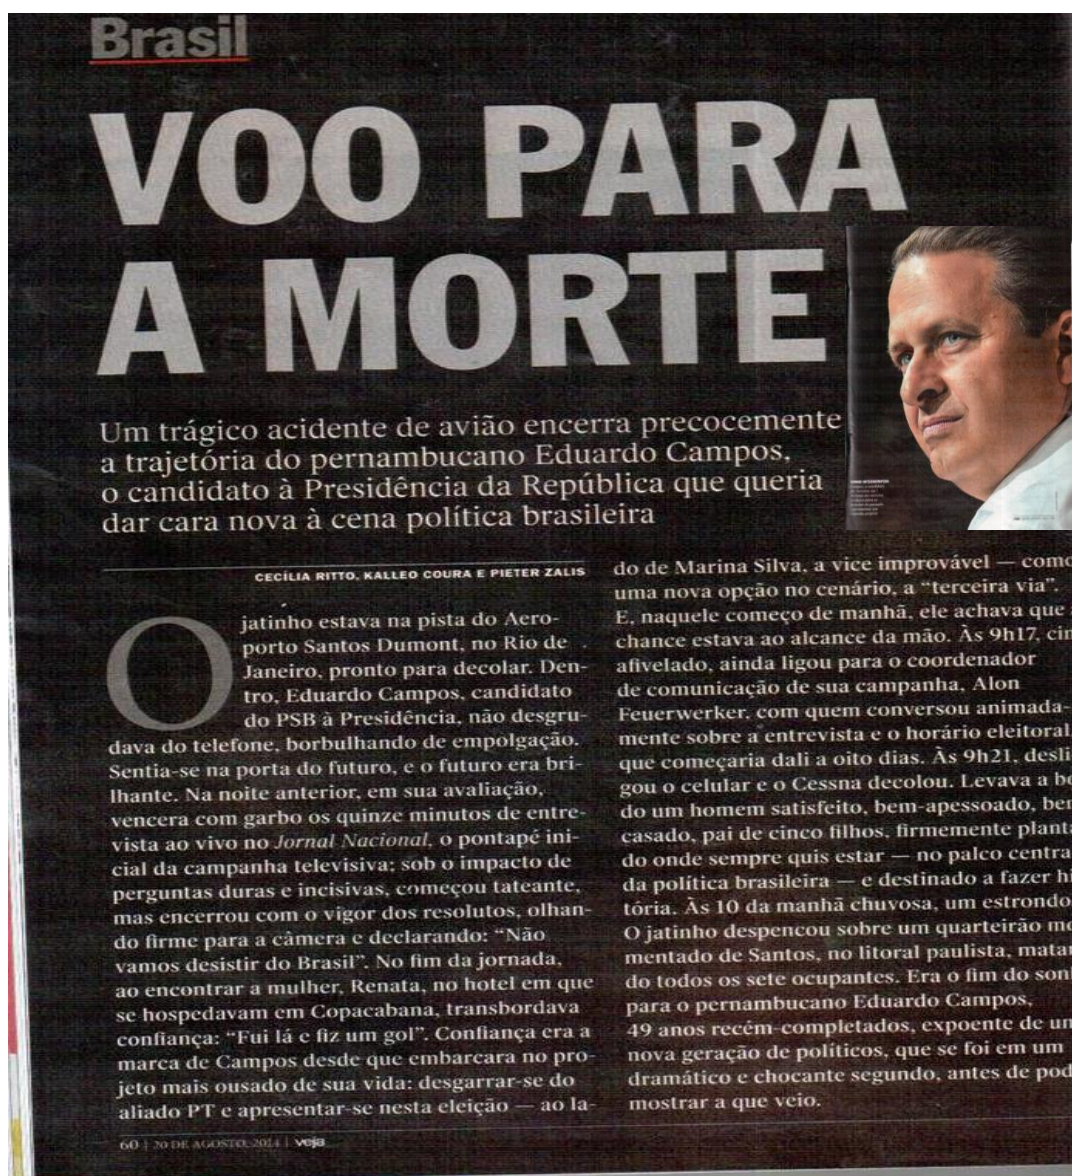 Brasil
VOO PARA
A MORTE
Um trágico acidente de avião encerra precocemente
a trajetória do pernambucano Eduardo Campos,
o candidato à Presidência da República que queria
dar cara nova à cena política brasileira
CECÍLIA RITTO, KALLEO COURA E PIETER ZALIS
O jatinho estava na pista do Aero-
porto Santos Dumont, no Rio de
Janeiro, pronto para decolar. Den-
tro, Eduardo Campos, candidato
do PSB à Presidência, não desgru-
dava do telefone, borbulhando de empolgação.
Sentia-se na porta do futuro, e o futuro era bri-
lhante. Na noite anterior, em sua avaliação,
vencera com garbo os quinze minutos de entre-
vista ao vivo no Jornal Nacional, o pontapé ini-
cial da campanha televisiva: sob o impacto de
perguntas duras e incisivas, começou tateante,
mas encerrou com o vigor dos resolutos, olhan-
do firme para a câmera e declarando: “Não
vamos desistir do Brasil”. No fim da jornada,
ao encontrar a mulher, Renata, no hotel em que
se hospedavam em Copacabana, transbordava
confiança: “Fui lá e fiz um gol”. Confiança era a
marca de Campos desde que embarcara no pro-
jeto mais ousado de sua vida: desgarrar-se do
aliado PT e apresentar-se nesta eleição — ao la-
do de Marina Silva, a vice improvável — como
uma nova opção no cenário, a “terceira via”.
E, naquele começo de manhã, ele achava que a
chance estava ao alcance da mão. Às 9h17, cin
afivelado, ainda ligou para o coordenador
de comunicação de sua campanha, Alon
Feuerwerker, com quem conversou animada-
mente sobre a entrevista e o horário eleitoral,
que começaria dali a oito dias. Às 9h21, desli
gou o celular e o Cessna decolou. Levava a bo
do um homem satisfeito, bem-apessoado, ber
casado, pai de cinco filhos, firmemente planta
do onde sempre quis estar — no palco centra
da política brasileira — e destinado a fazer hi
tória. Às 10 da manhã chuvosa, um estrondo
O jatinho despencou sobre um quarteirão mo
mentado de Santos, no litoral paulista, matan
do todos os sete ocupantes. Era o fim do son
para o pernambucano Eduardo Campos,
49 anos recém-completados, expoente de un
nova geração de políticos, que se foi em um
dramático e chocante segundo, antes de pod
mostrar a que veio.
60 | 20 DE AGOSTO, 2014 | veja